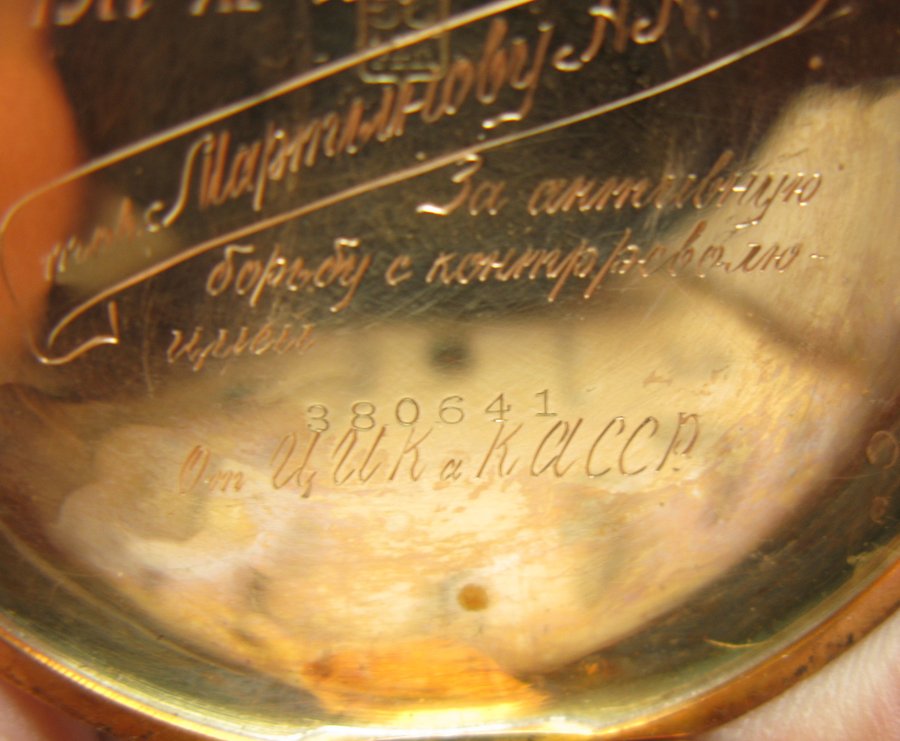 тов. Мартынову А.
За активную
борьбу с контрреволю-
цией
380641
От ЦИК а КАССР.